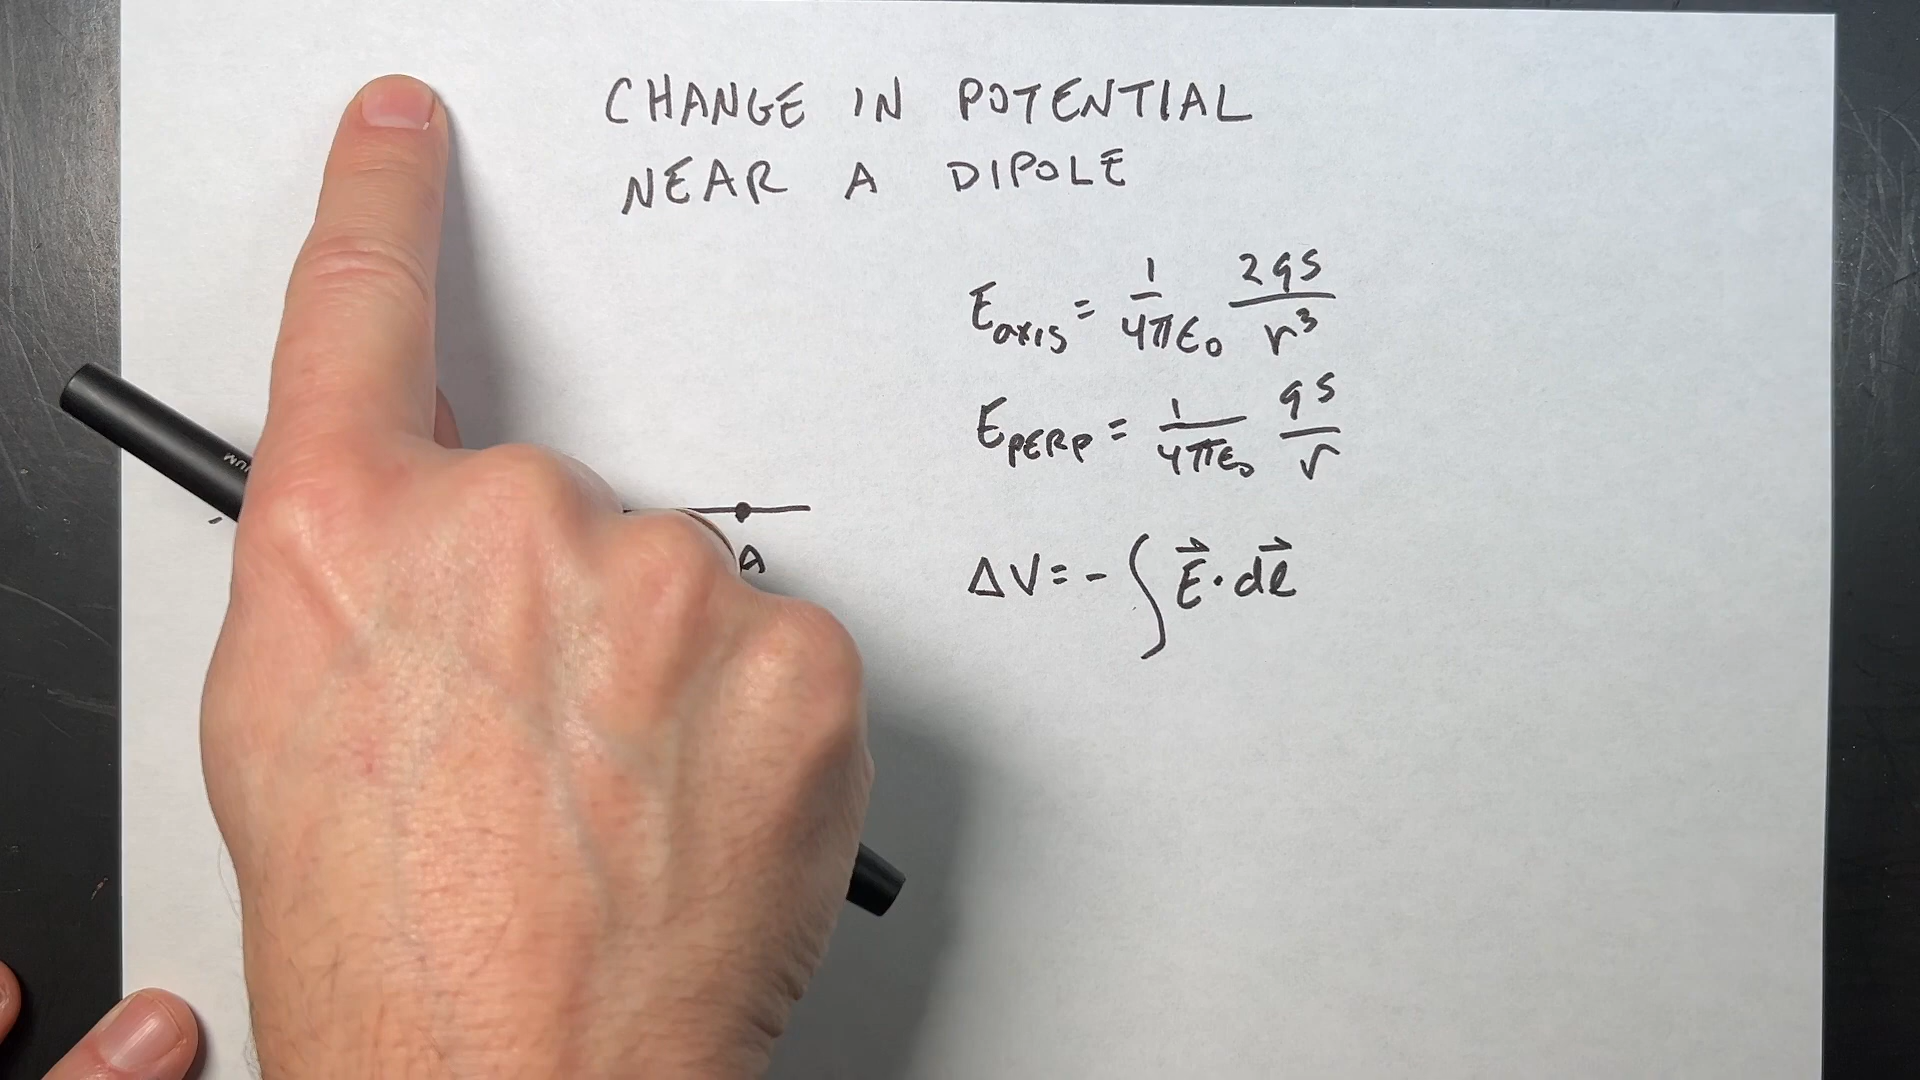 CHANGE IN POTENTIAL
NEAR A DIPOLE
E_axis = 1/4πε₀ 2qs/r³
E_PERP = 1/4πε₀ qs/r
A
ΔV = - ∫ E⃗ · dℓ⃗